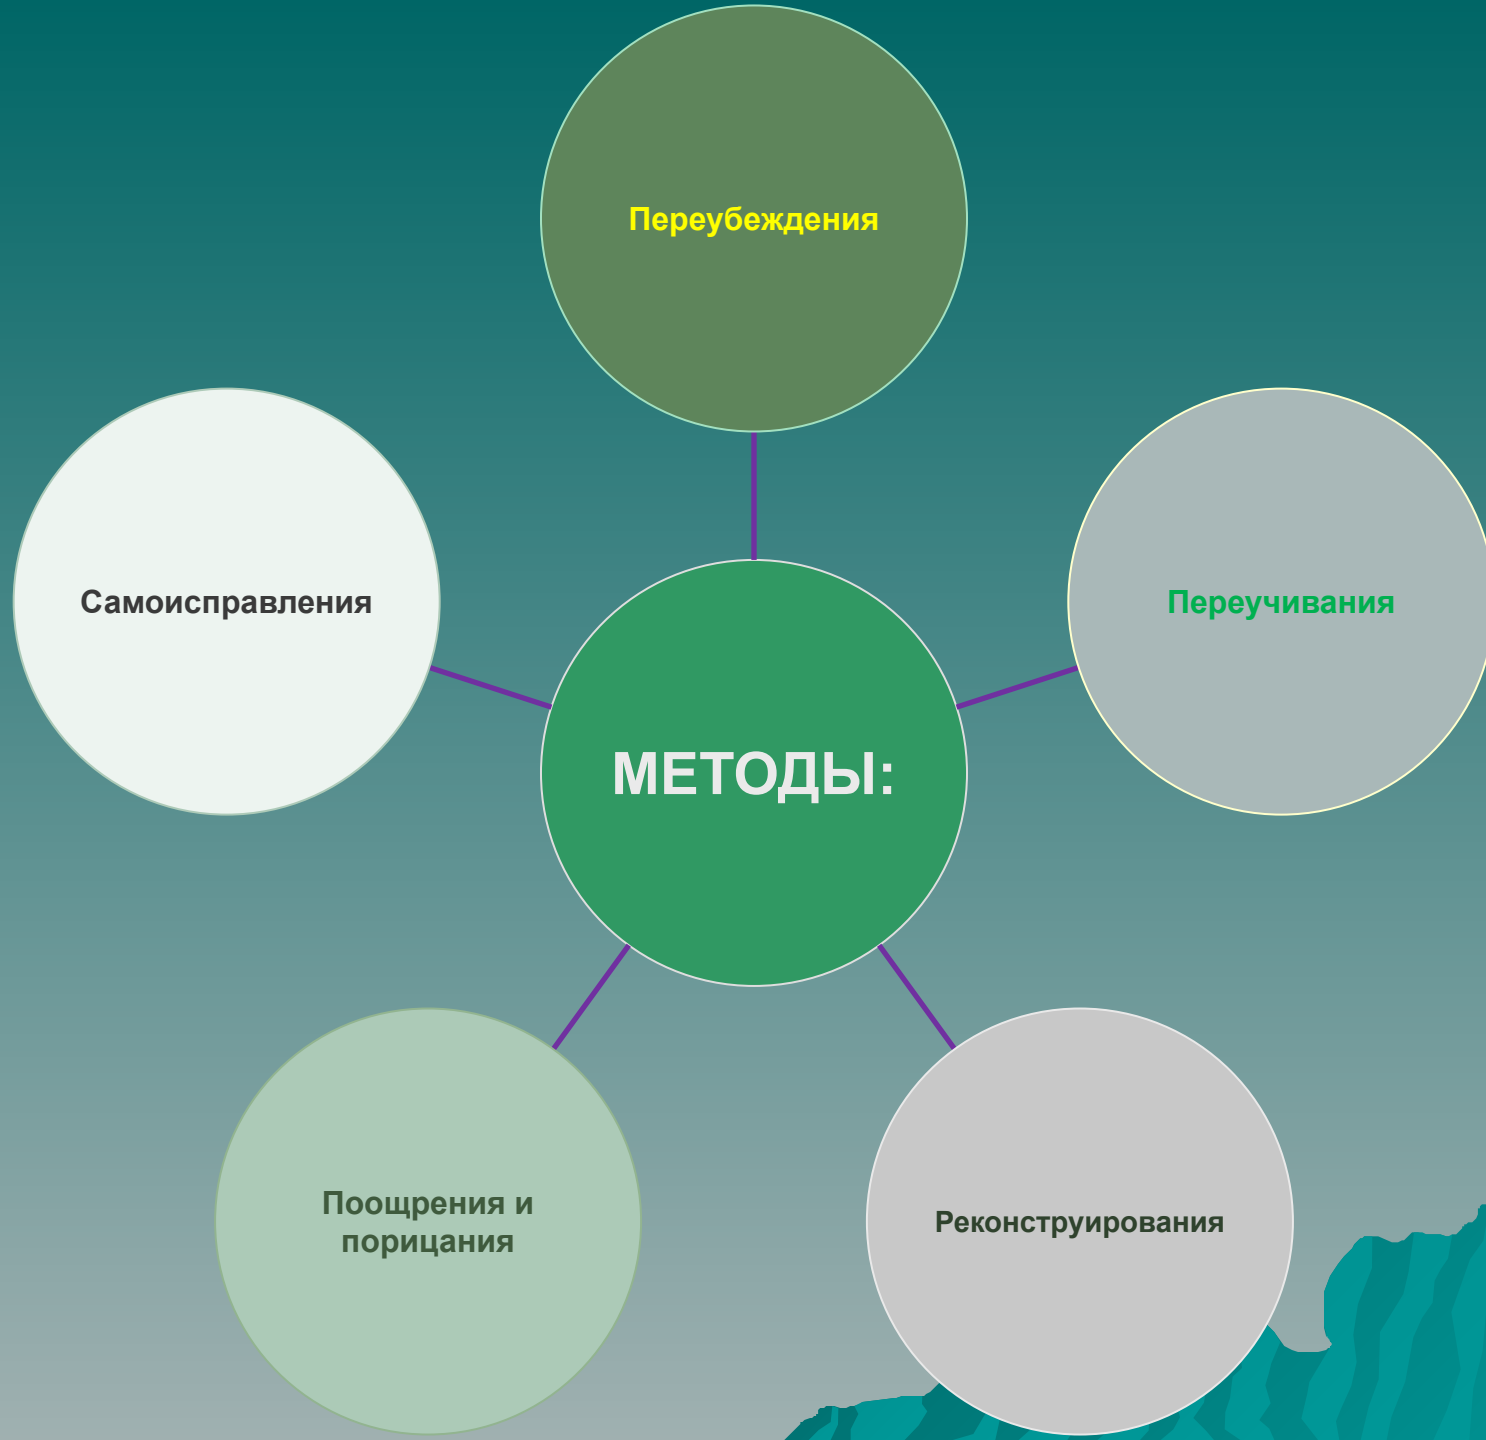 Переубеждения
Самоисправления
Переучивания
МЕТОДЫ:
Поощрения и
порицания
Реконструирования